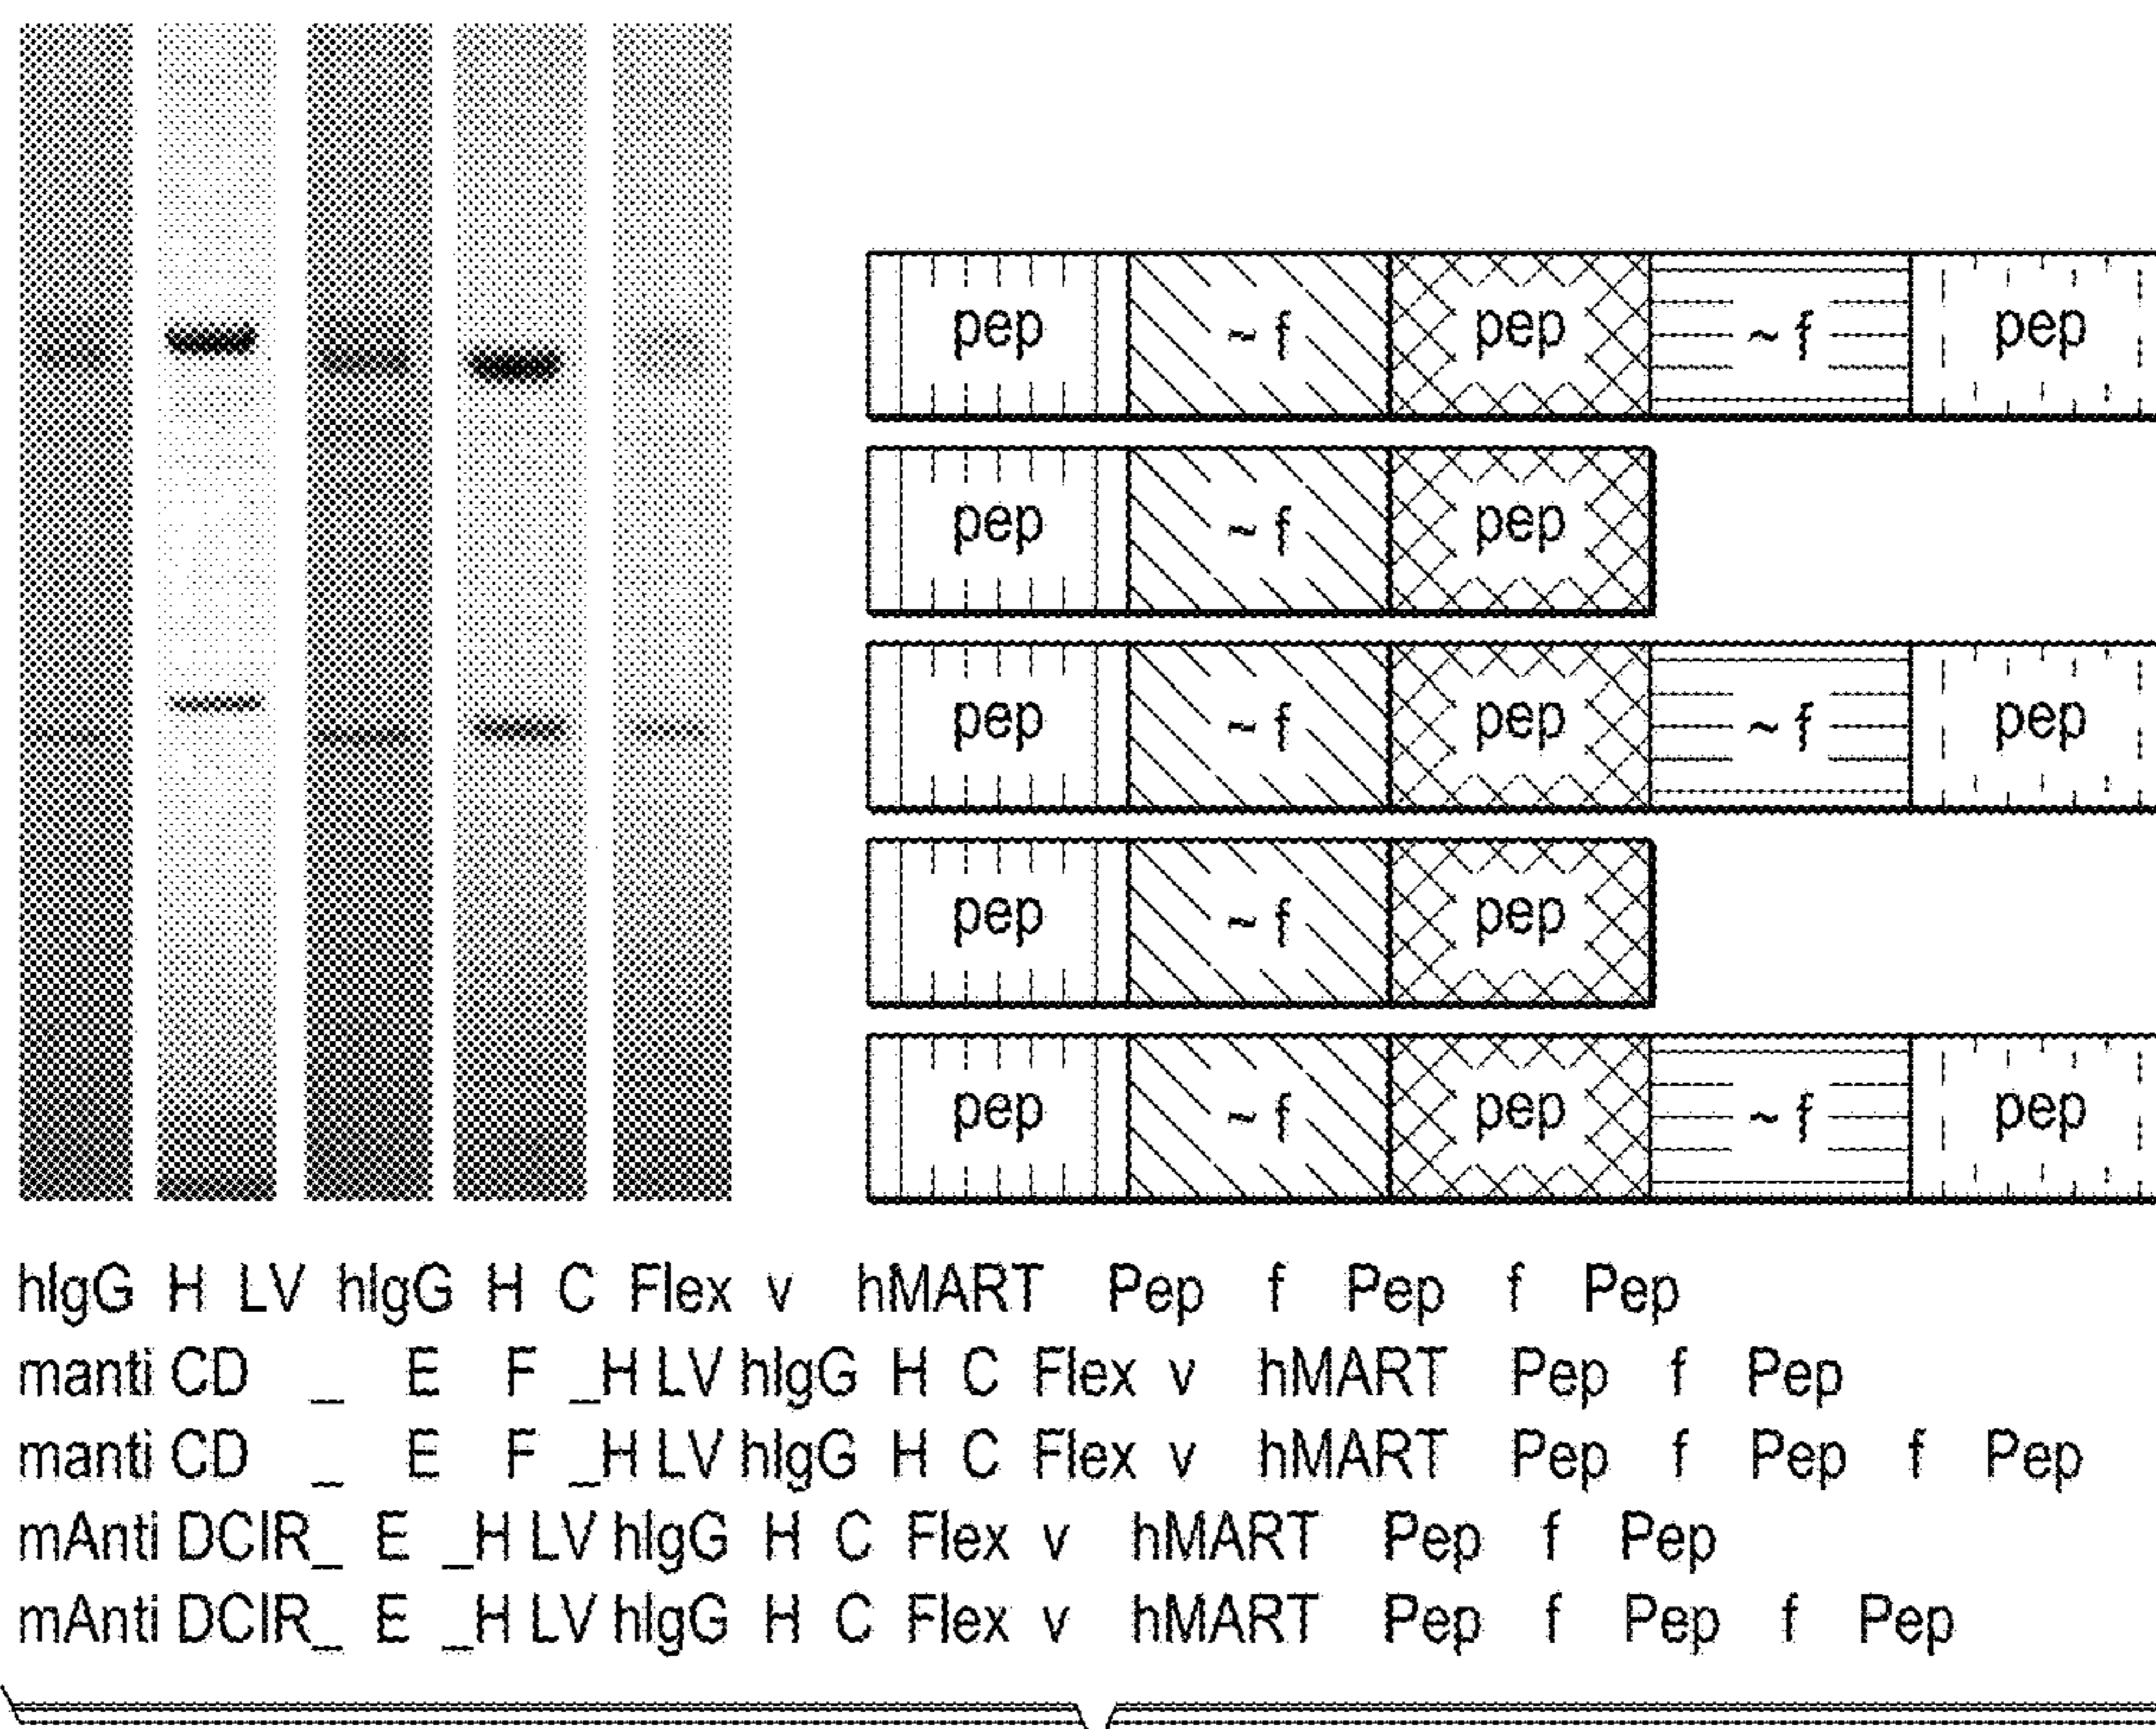 pep ~ f pep ~ f pep
pep ~ f pep
pep ~ f pep ~ f pep
pep ~ f pep
pep ~ f pep ~ f pep
hIgG H LV hIgG H C Flex v hMART Pep f Pep f Pep
manti CD _ E F _H LV hIgG H C Flex v hMART Pep f Pep
manti CD _ E F _H LV hIgG H C Flex v hMART Pep f Pep f Pep
mAnti DCIR_ E _H LV hIgG H C Flex v hMART Pep f Pep
mAnti DCIR_ E _H LV hIgG H C Flex v hMART Pep f Pep f Pep